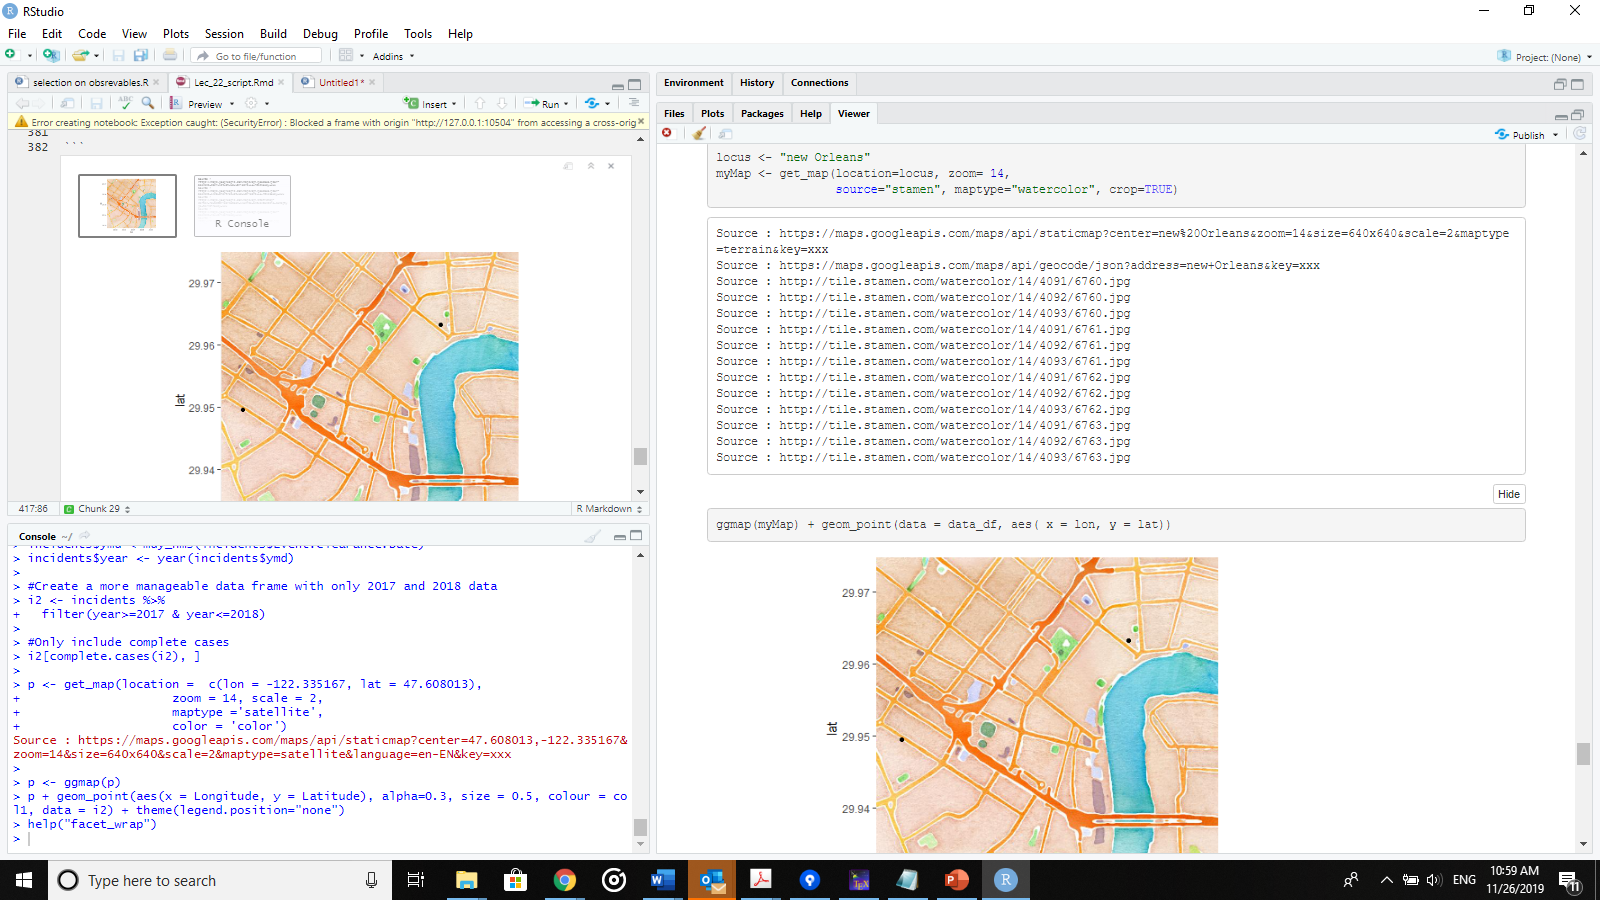 RStudio
File Edit Code View Plots Session Build Debug Profile Tools Help
Go to file/function Addins Project: (None)
selection on obsrevables.R Lec_22_script.Rmd Untitled1*
ABC Preview Insert Run
Error creating notebook: Exception caught: (SecurityError) : Blocked a frame with origin "http://127.0.0.1:10504" from accessing a cross-orig
381
382 ```
R Console
29.97
29.96
lat
29.95
29.94
417:86 Chunk 29 R Markdown
Console ~/
> incidents$year <- year(incidents$ymd)
>
> #Create a more manageable data frame with only 2017 and 2018 data
> i2 <- incidents %>%
+ filter(year>=2017 & year<=2018)
>
> #Only include complete cases
> i2[complete.cases(i2), ]
>
> p <- get_map(location = c(lon = -122.335167, lat = 47.608013),
+ zoom = 14, scale = 2,
+ maptype ='satellite',
+ color = 'color')
Source : https://maps.googleapis.com/maps/api/staticmap?center=47.608013,-122.335167&
zoom=14&size=640x640&scale=2&maptype=satellite&language=en-EN&key=xxx
>
> p <- ggmap(p)
> p + geom_point(aes(x = Longitude, y = Latitude), alpha=0.3, size = 0.5, colour = co
l1, data = i2) + theme(legend.position="none")
> help("facet_wrap")
>
Environment History Connections
Files Plots Packages Help Viewer
Publish
locus <- "new Orleans"
myMap <- get_map(location=locus, zoom= 14,
source="stamen", maptype="watercolor", crop=TRUE)
Source : https://maps.googleapis.com/maps/api/staticmap?center=new%20Orleans&zoom=14&size=640x640&scale=2&maptype
=terrain&key=xxx
Source : https://maps.googleapis.com/maps/api/geocode/json?address=new+Orleans&key=xxx
Source : http://tile.stamen.com/watercolor/14/4091/6760.jpg
Source : http://tile.stamen.com/watercolor/14/4092/6760.jpg
Source : http://tile.stamen.com/watercolor/14/4093/6760.jpg
Source : http://tile.stamen.com/watercolor/14/4091/6761.jpg
Source : http://tile.stamen.com/watercolor/14/4092/6761.jpg
Source : http://tile.stamen.com/watercolor/14/4093/6761.jpg
Source : http://tile.stamen.com/watercolor/14/4091/6762.jpg
Source : http://tile.stamen.com/watercolor/14/4092/6762.jpg
Source : http://tile.stamen.com/watercolor/14/4093/6762.jpg
Source : http://tile.stamen.com/watercolor/14/4091/6763.jpg
Source : http://tile.stamen.com/watercolor/14/4092/6763.jpg
Source : http://tile.stamen.com/watercolor/14/4093/6763.jpg
Hide
ggmap(myMap) + geom_point(data = data_df, aes( x = lon, y = lat))
29.97
29.96
lat
29.95
29.94
Type here to search
ENG
10:59 AM
11/26/2019
11